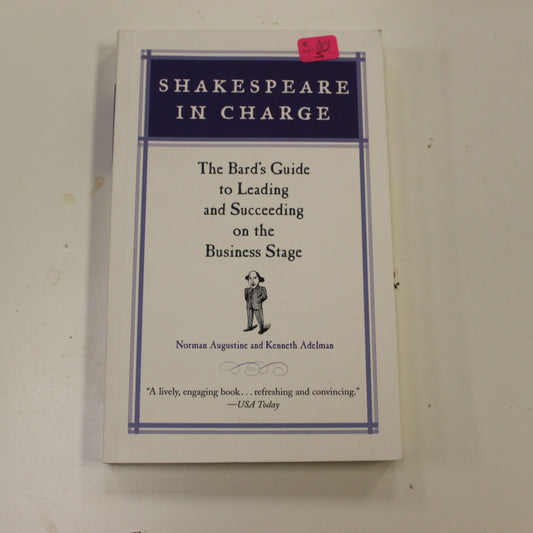 3.00
S
SHAKESPEARE
IN CHARGE
The Bard's Guide
to Leading
and Succeeding
on the
Business Stage
Norman Augustine and Kenneth Adelman
"A lively, engaging book...refreshing and convincing."
—USA Today